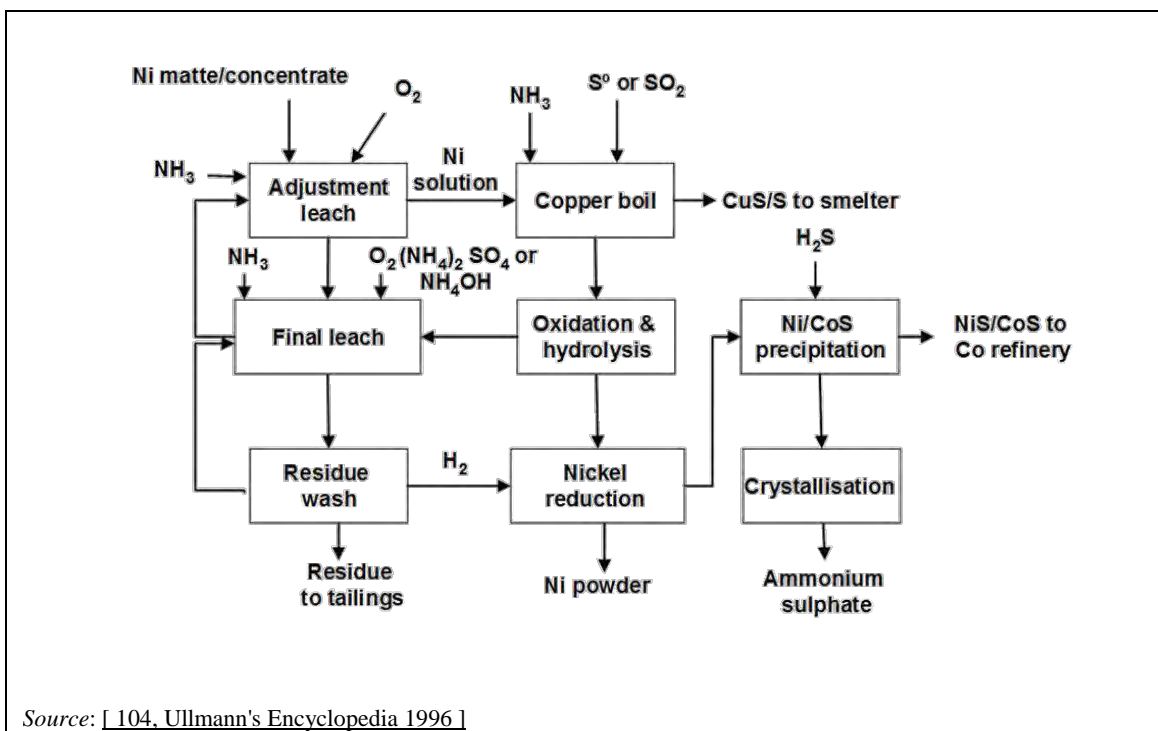 Ni matte/concentrate
O₂
NH₃
S⁰ or SO₂
NH₃
Adjustment
leach
Ni
solution
Copper boil
CuS/S to smelter
NH₃
O₂(NH₄)₂ SO₄ or
NH₄OH
H₂S
Final leach
Oxidation &
hydrolysis
Ni/CoS
precipitation
NiS/CoS to
Co refinery
Residue
wash
H₂
Nickel
reduction
Crystallisation
Residue
to tailings
Ni powder
Ammonium
sulphate
Source: [ 104, Ullmann's Encyclopedia 1996 ]